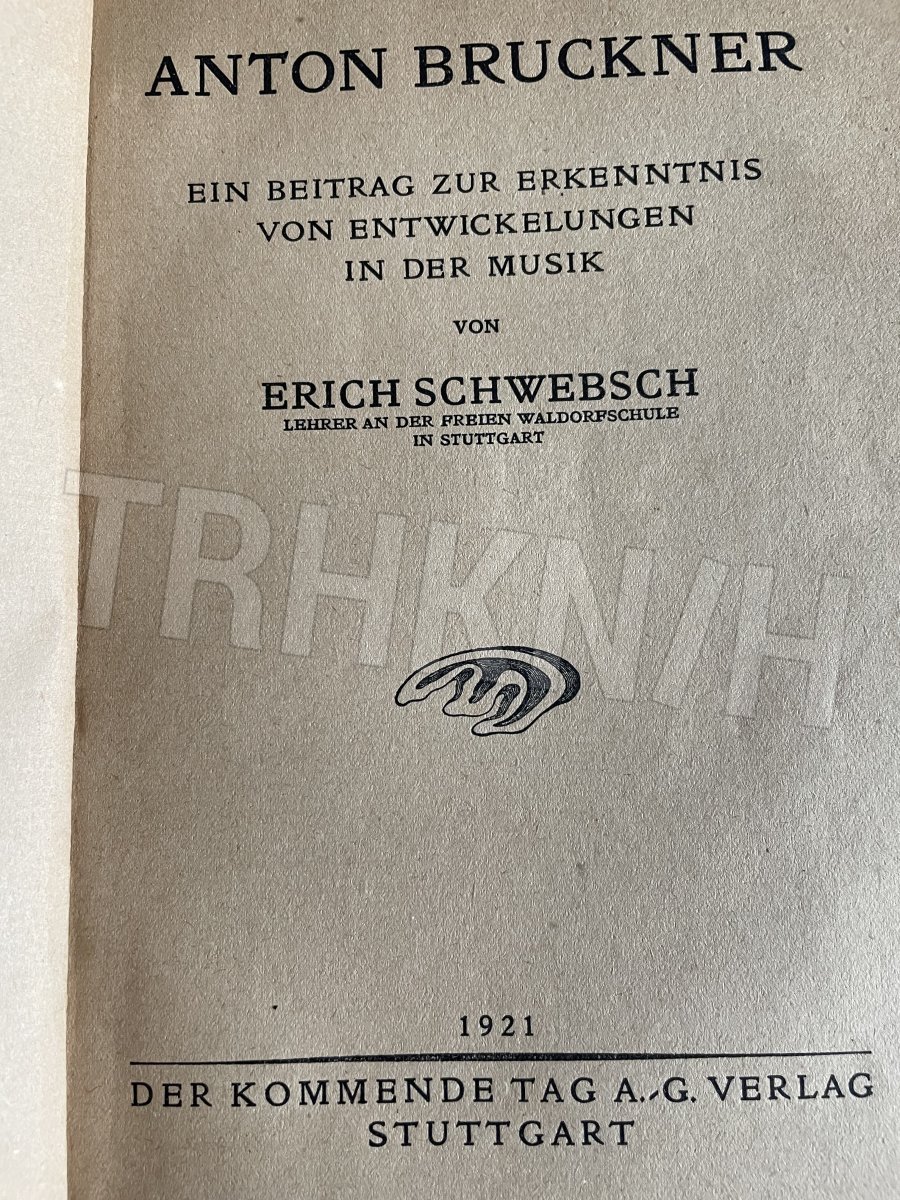 ANTON BRUCKNER
EIN BEITRAG ZUR ERKENNTNIS
VON ENTWICKELUNGEN
IN DER MUSIK
VON
ERICH SCHWEBSCH
LEHRER AN DER FREIEN WALDORFSCHULE
IN STUTTGART
TRHKN/H
1921
DER KOMMENDE TAG A.-G. VERLAG
STUTTGART